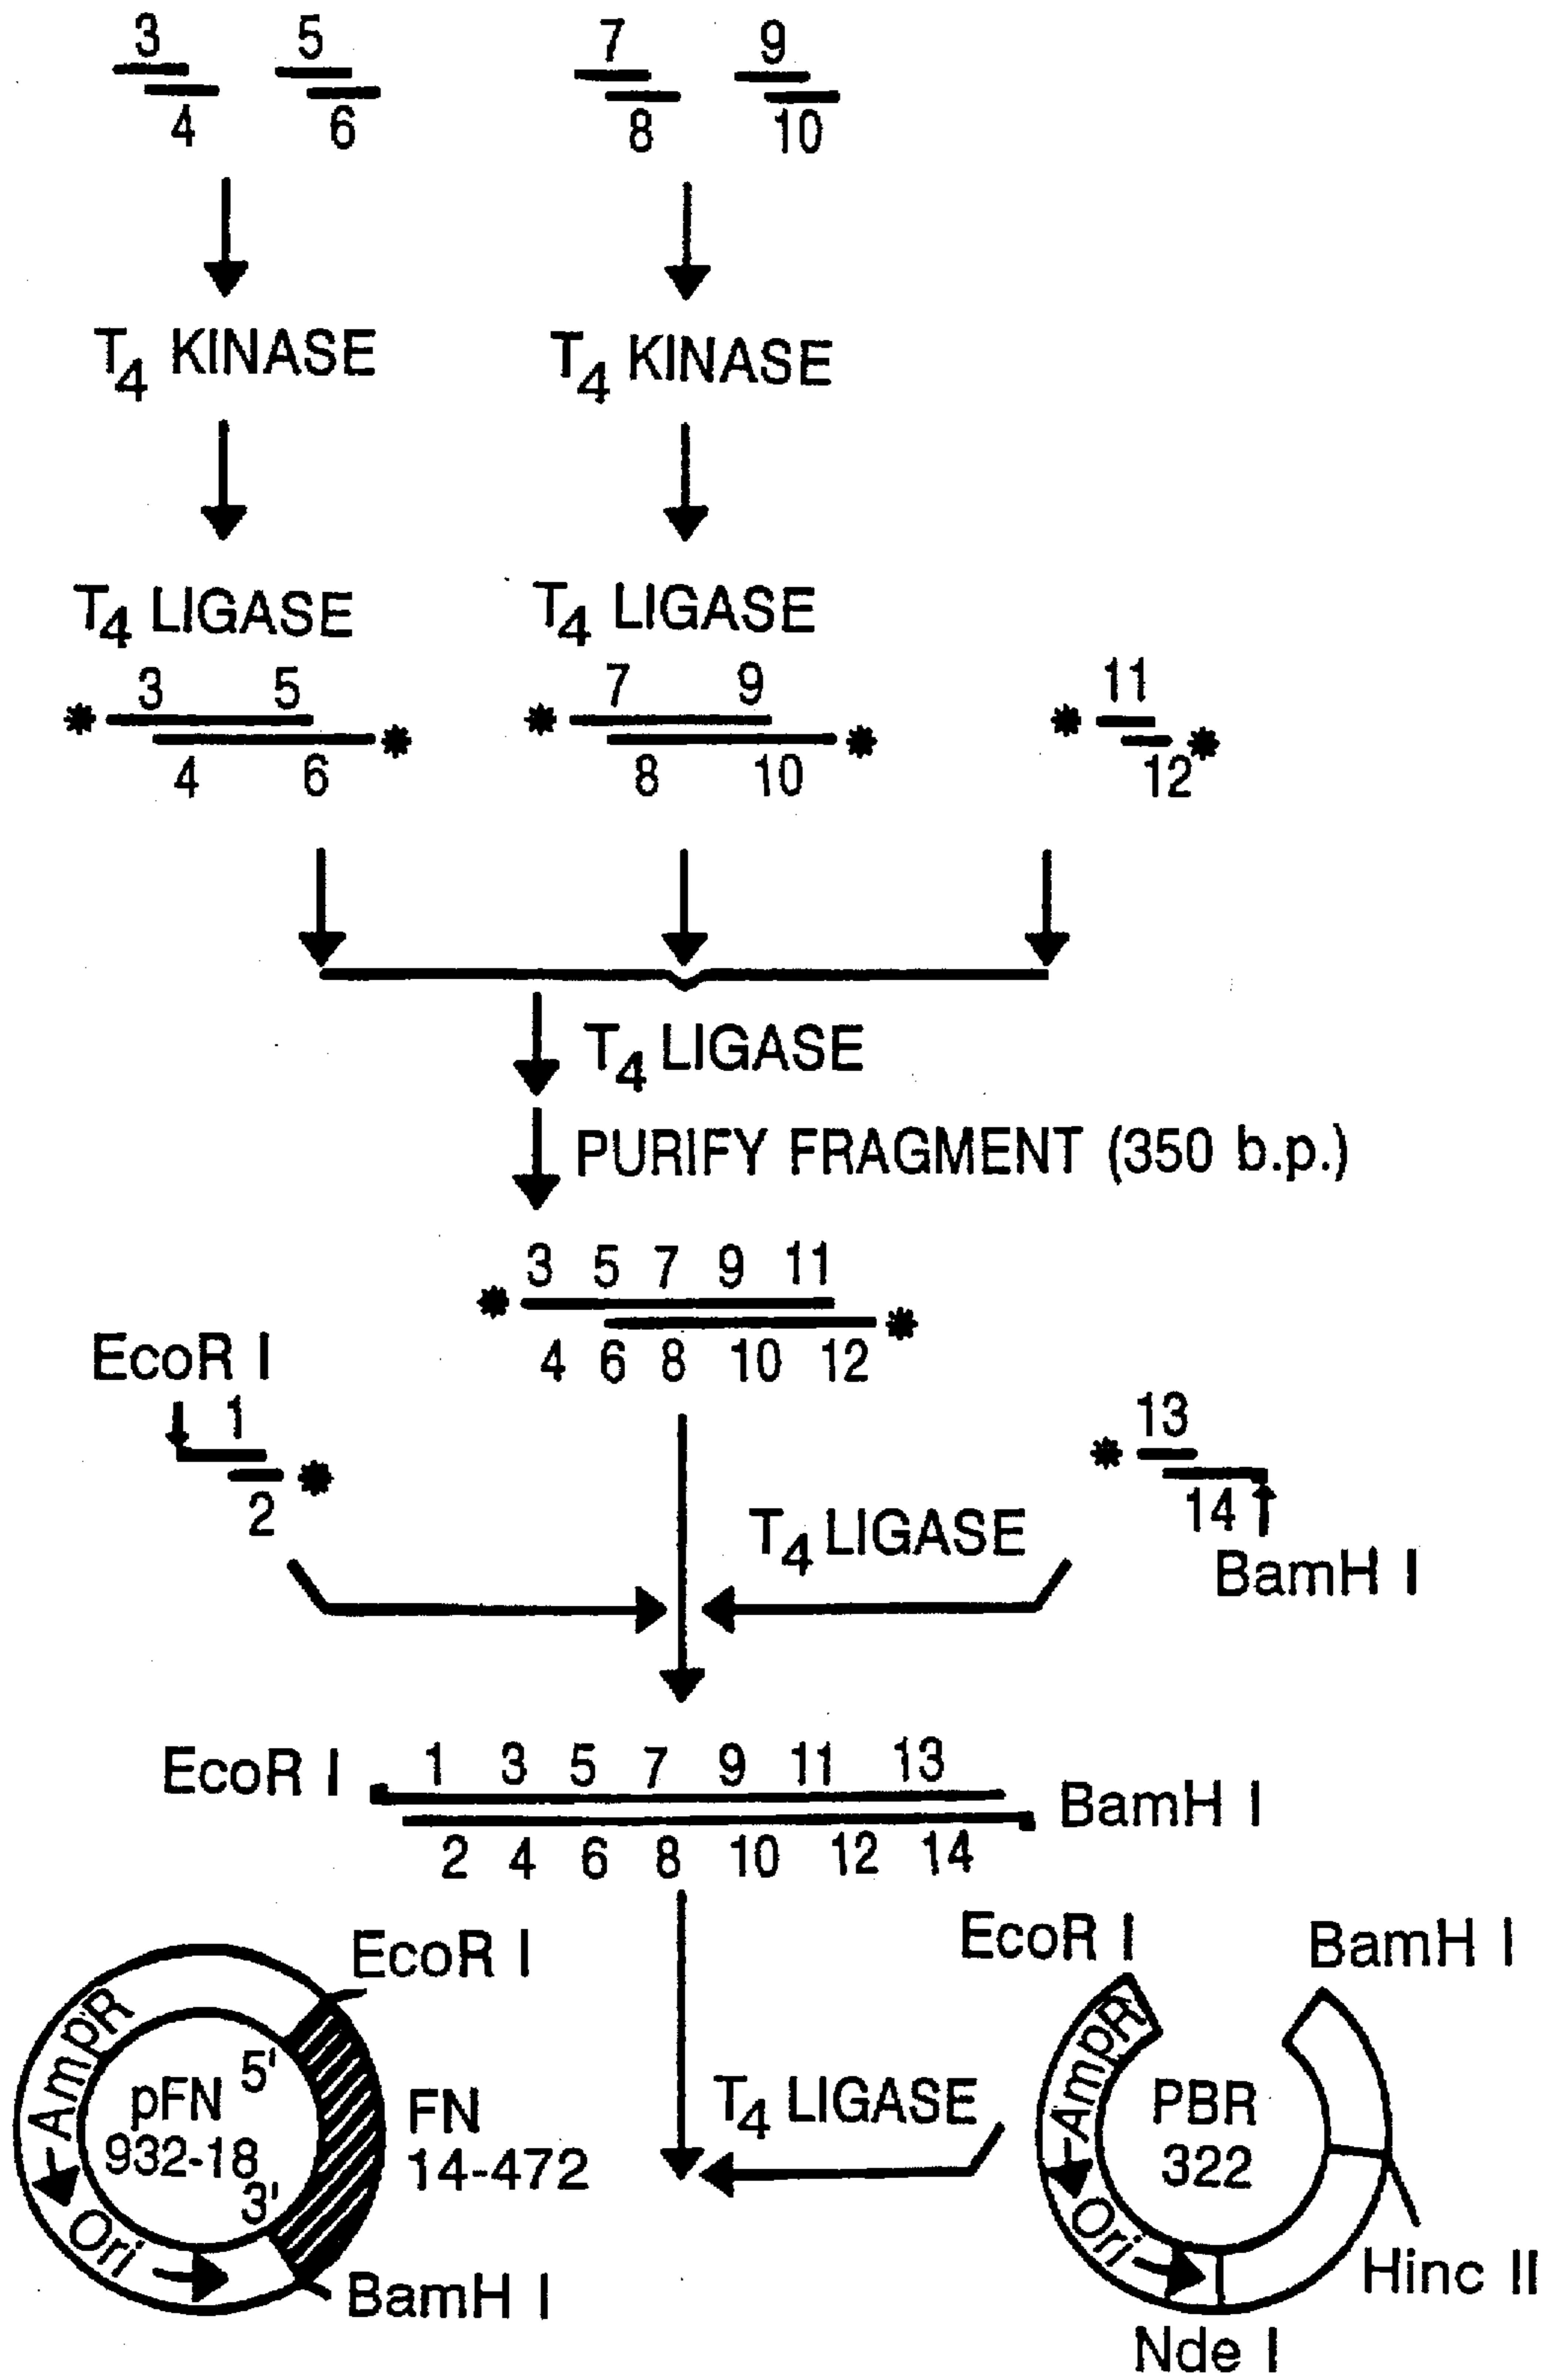 3 5 7 9
4 6 8 10
T4 KINASE T4 KINASE
T4 LIGASE T4 LIGASE
* 3 5 * 7 9 * 11
4 6 * 8 10 * 12 *
T4 LIGASE
PURIFY FRAGMENT (350 b.p.)
* 3 5 7 9 11
4 6 8 10 12 *
EcoR I
1
2 *
* 13
14
BamH I
T4 LIGASE
EcoR I 1 3 5 7 9 11 13 BamH I
2 4 6 8 10 12 14
EcoR I
AmpR
pFN
932-18
5'
3'
Ori
FN
14-472
BamH I
T4 LIGASE
EcoR I
BamH I
AmpR
PBR
322
Ori
Hinc II
Nde I